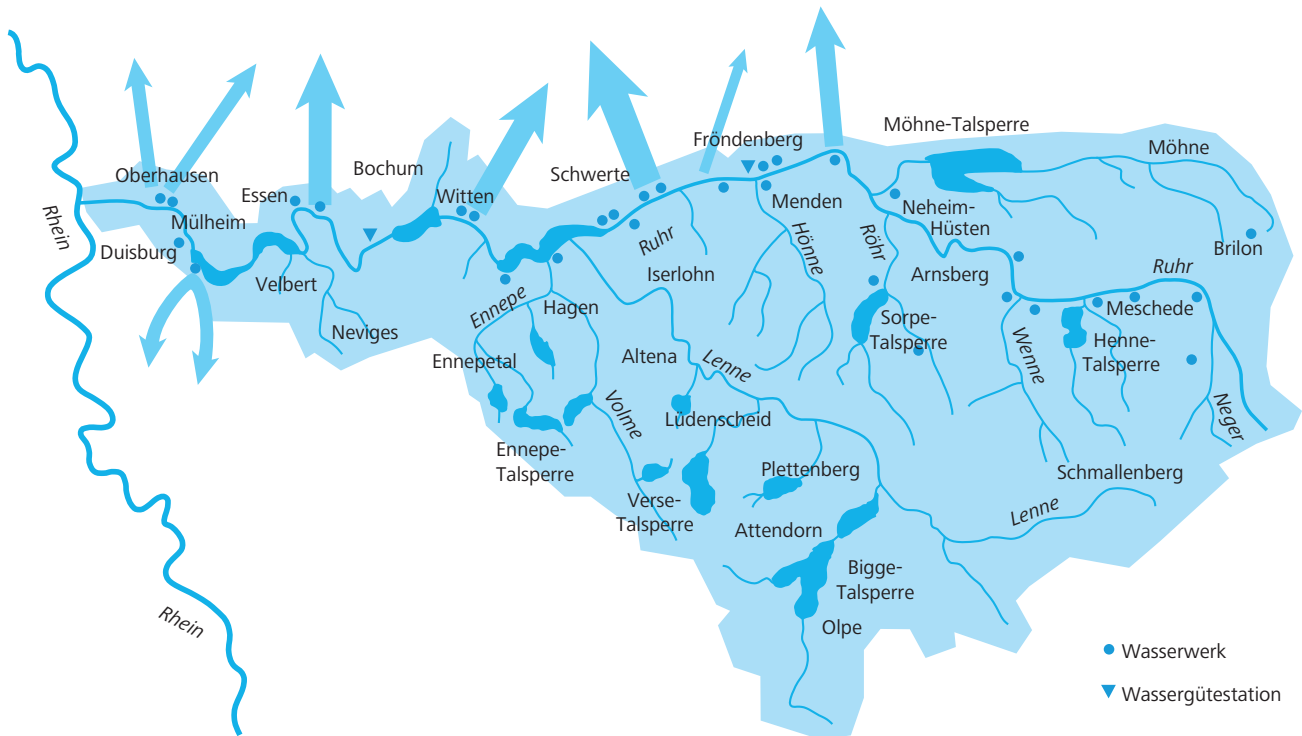 Oberhausen
Mülheim
Duisburg
Rhein
Essen
Velbert
Neviges
Bochum
Witten
Schwerte
Ruhr
Iserlohn
Fröndenberg
Menden
Hönne
Möhne-Talsperre
Möhne
Neheim-
Hüsten
Röhr
Arnsberg
Brilon
Ruhr
Meschede
Sorpe-
Talsperre
Henne-
Talsperre
Wenne
Neger
Ennepe
Hagen
Ennepetal
Altena
Lenne
Volme
Lüdenscheid
Ennepe-
Talsperre
Verse-
Talsperre
Plettenberg
Attendorn
Schmallenberg
Lenne
Bigge-
Talsperre
Olpe
Rhein
Wasserwerk
Wassergütestation